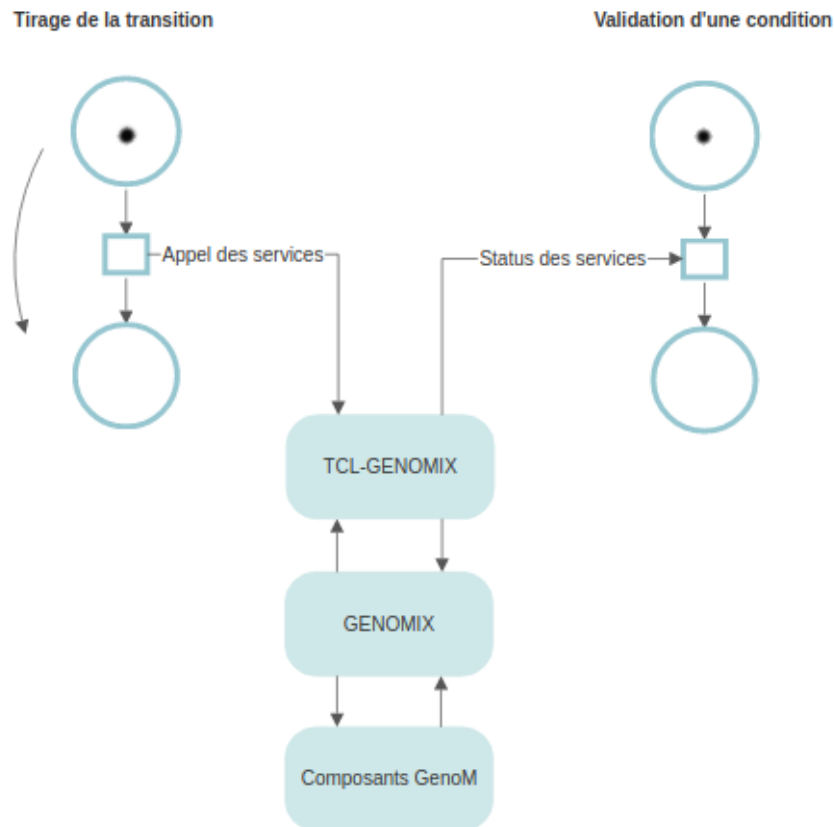 Tirage de la transition
Validation d'une condition
Appel des services
Status des services
TCL-GENOMIX
GENOMIX
Composants GenoM